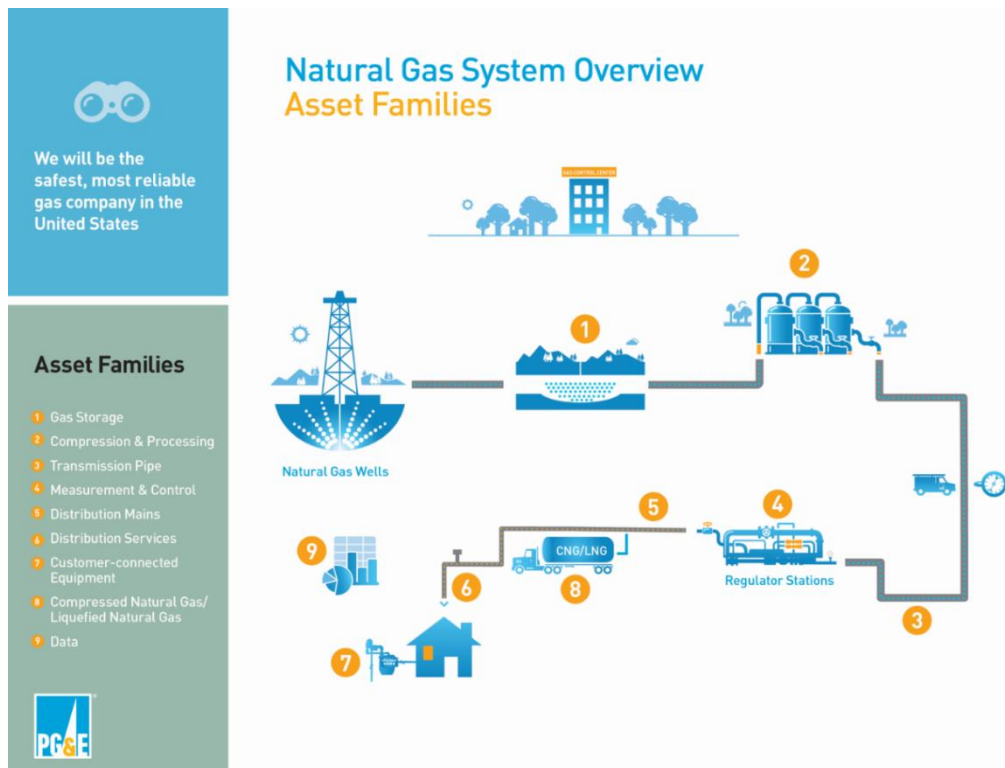 We will be the
safest, most reliable
gas company in the
United States
Asset Families
1 Gas Storage
2 Compression & Processing
3 Transmission Pipe
4 Measurement & Control
5 Distribution Mains
6 Distribution Services
7 Customer-connected
Equipment
8 Compressed Natural Gas/
Liquefied Natural Gas
9 Data
PG&E
Natural Gas System Overview
Asset Families
GAS CONTROL CENTER
2
1
Natural Gas Wells
5
4
9
CNG/LNG
Regulator Stations
6
8
3
7